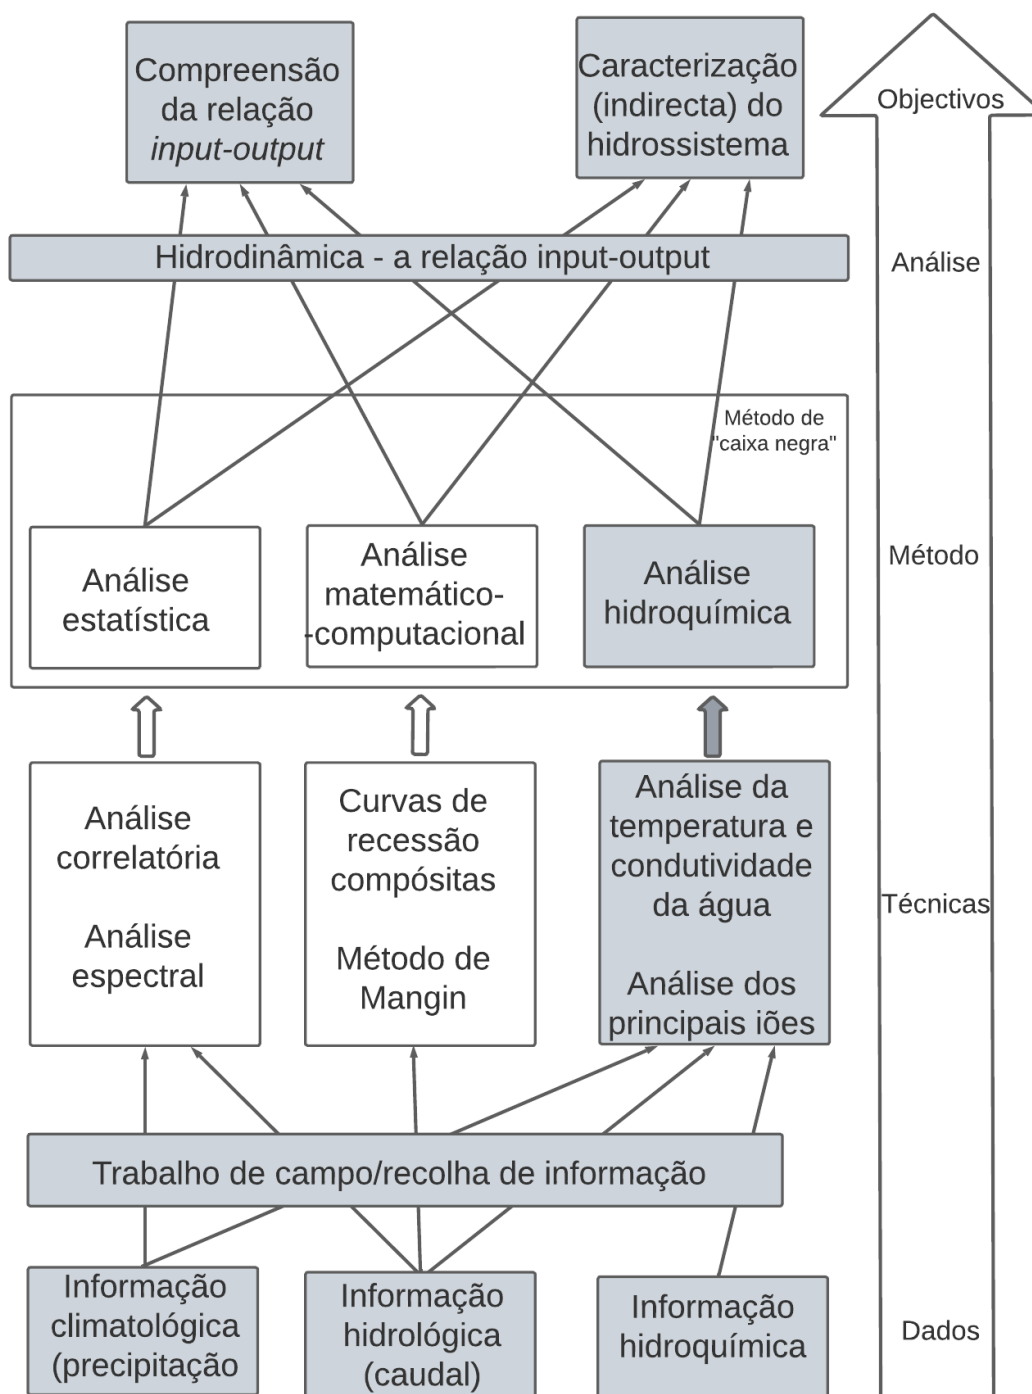 Compreensão
da relação
input-output
Caracterização
(indirecta) do
hidrossistema
Objectivos
Hidrodinâmica - a relação input-output
Análise
Método de
"caixa negra"
Análise
estatística
Análise
matemático-
-computacional
Análise
hidroquímica
Método
Análise
correlatória
Análise
espectral
Curvas de
recessão
compósitas
Método de
Mangin
Análise da
temperatura e
condutividade
da água
Análise dos
principais iões
Técnicas
Trabalho de campo/recolha de informação
Informação
climatológica
(precipitação
Informação
hidrológica
(caudal)
Informação
hidroquímica
Dados